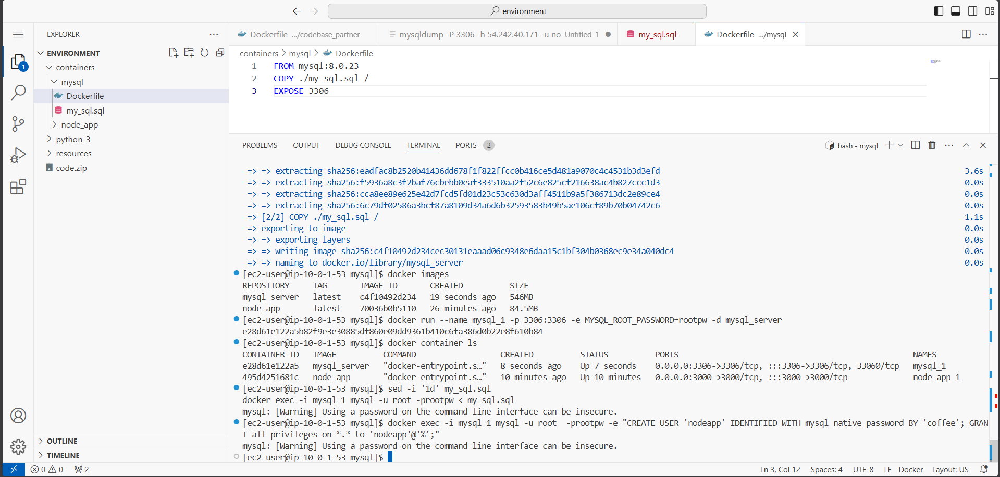 environment
EXPLORER
Dockerfile .../codebase_partner
mysqldump -P 3306 -h 54.242.40.171 -u no Untitled-1
my_sql.sql
Dockerfile .../mysql
ENVIRONMENT
containers
mysql
Dockerfile
my_sql.sql
node_app
python_3
resources
code.zip
OUTLINE
TIMELINE
1
containers > mysql > Dockerfile
1 FROM mysql:8.0.23
2 COPY ./my_sql.sql /
3 EXPOSE 3306
PROBLEMS OUTPUT DEBUG CONSOLE TERMINAL PORTS 2
bash - mysql
=> => extracting sha256:eadfac8b2520b41436dd678f1f822ffcc0b416ce5d481a9070c4c4531b3d3efd 3.6s
=> => extracting sha256:f5936a8c3f2baf76cbebb0eaf333510aa2f52c6e825cf216638ac4b827ccc1d3 0.0s
=> => extracting sha256:cca8ee89e625e42d7fcd5fd01d23c53c630d3aff4511b9a5f386713dc2e89ce4 0.0s
=> => extracting sha256:6c79df02586a3bcf87a8109d34a6d6b32593583b49b5ae106cf89b70b04742c6 0.0s
=> [2/2] COPY ./my_sql.sql / 1.1s
=> exporting to image 0.0s
=> => exporting layers 0.0s
=> => writing image sha256:c4f10492d234cec30131eaaad06c9348e6daa15c1bf304b0368ec9e34a040dc4 0.0s
=> => naming to docker.io/library/mysql_server 0.0s
[ec2-user@ip-10-0-1-53 mysql]$ docker images
REPOSITORY TAG IMAGE ID CREATED SIZE
mysql_server latest c4f10492d234 19 seconds ago 546MB
node_app latest 70036b0b5110 26 minutes ago 84.5MB
[ec2-user@ip-10-0-1-53 mysql]$ docker run --name mysql_1 -p 3306:3306 -e MYSQL_ROOT_PASSWORD=rootpw -d mysql_server
e28d61e122a5b82f9e3e30885df860e09dd9361b410c6fa386d0b22e8f610b84
[ec2-user@ip-10-0-1-53 mysql]$ docker container ls
CONTAINER ID IMAGE COMMAND CREATED STATUS PORTS NAMES
e28d61e122a5 mysql_server "docker-entrypoint.s…" 8 seconds ago Up 7 seconds 0.0.0.0:3306->3306/tcp, :::3306->3306/tcp, 33060/tcp mysql_1
495d4251681c node_app "docker-entrypoint.s…" 10 minutes ago Up 10 minutes 0.0.0.0:3000->3000/tcp, :::3000->3000/tcp node_app_1
[ec2-user@ip-10-0-1-53 mysql]$ sed -i '1d' my_sql.sql
docker exec -i mysql_1 mysql -u root -prootpw < my_sql.sql
mysql: [Warning] Using a password on the command line interface can be insecure.
[ec2-user@ip-10-0-1-53 mysql]$ docker exec -i mysql_1 mysql -u root  -prootpw -e "CREATE USER 'nodeapp' IDENTIFIED WITH mysql_native_password BY 'coffee'; GRAN
T all privileges on *.* to 'nodeapp'@'%';"
mysql: [Warning] Using a password on the command line interface can be insecure.
[ec2-user@ip-10-0-1-53 mysql]$
0 0 2
Ln 3, Col 12 Spaces: 4 UTF-8 LF Docker Layout: US